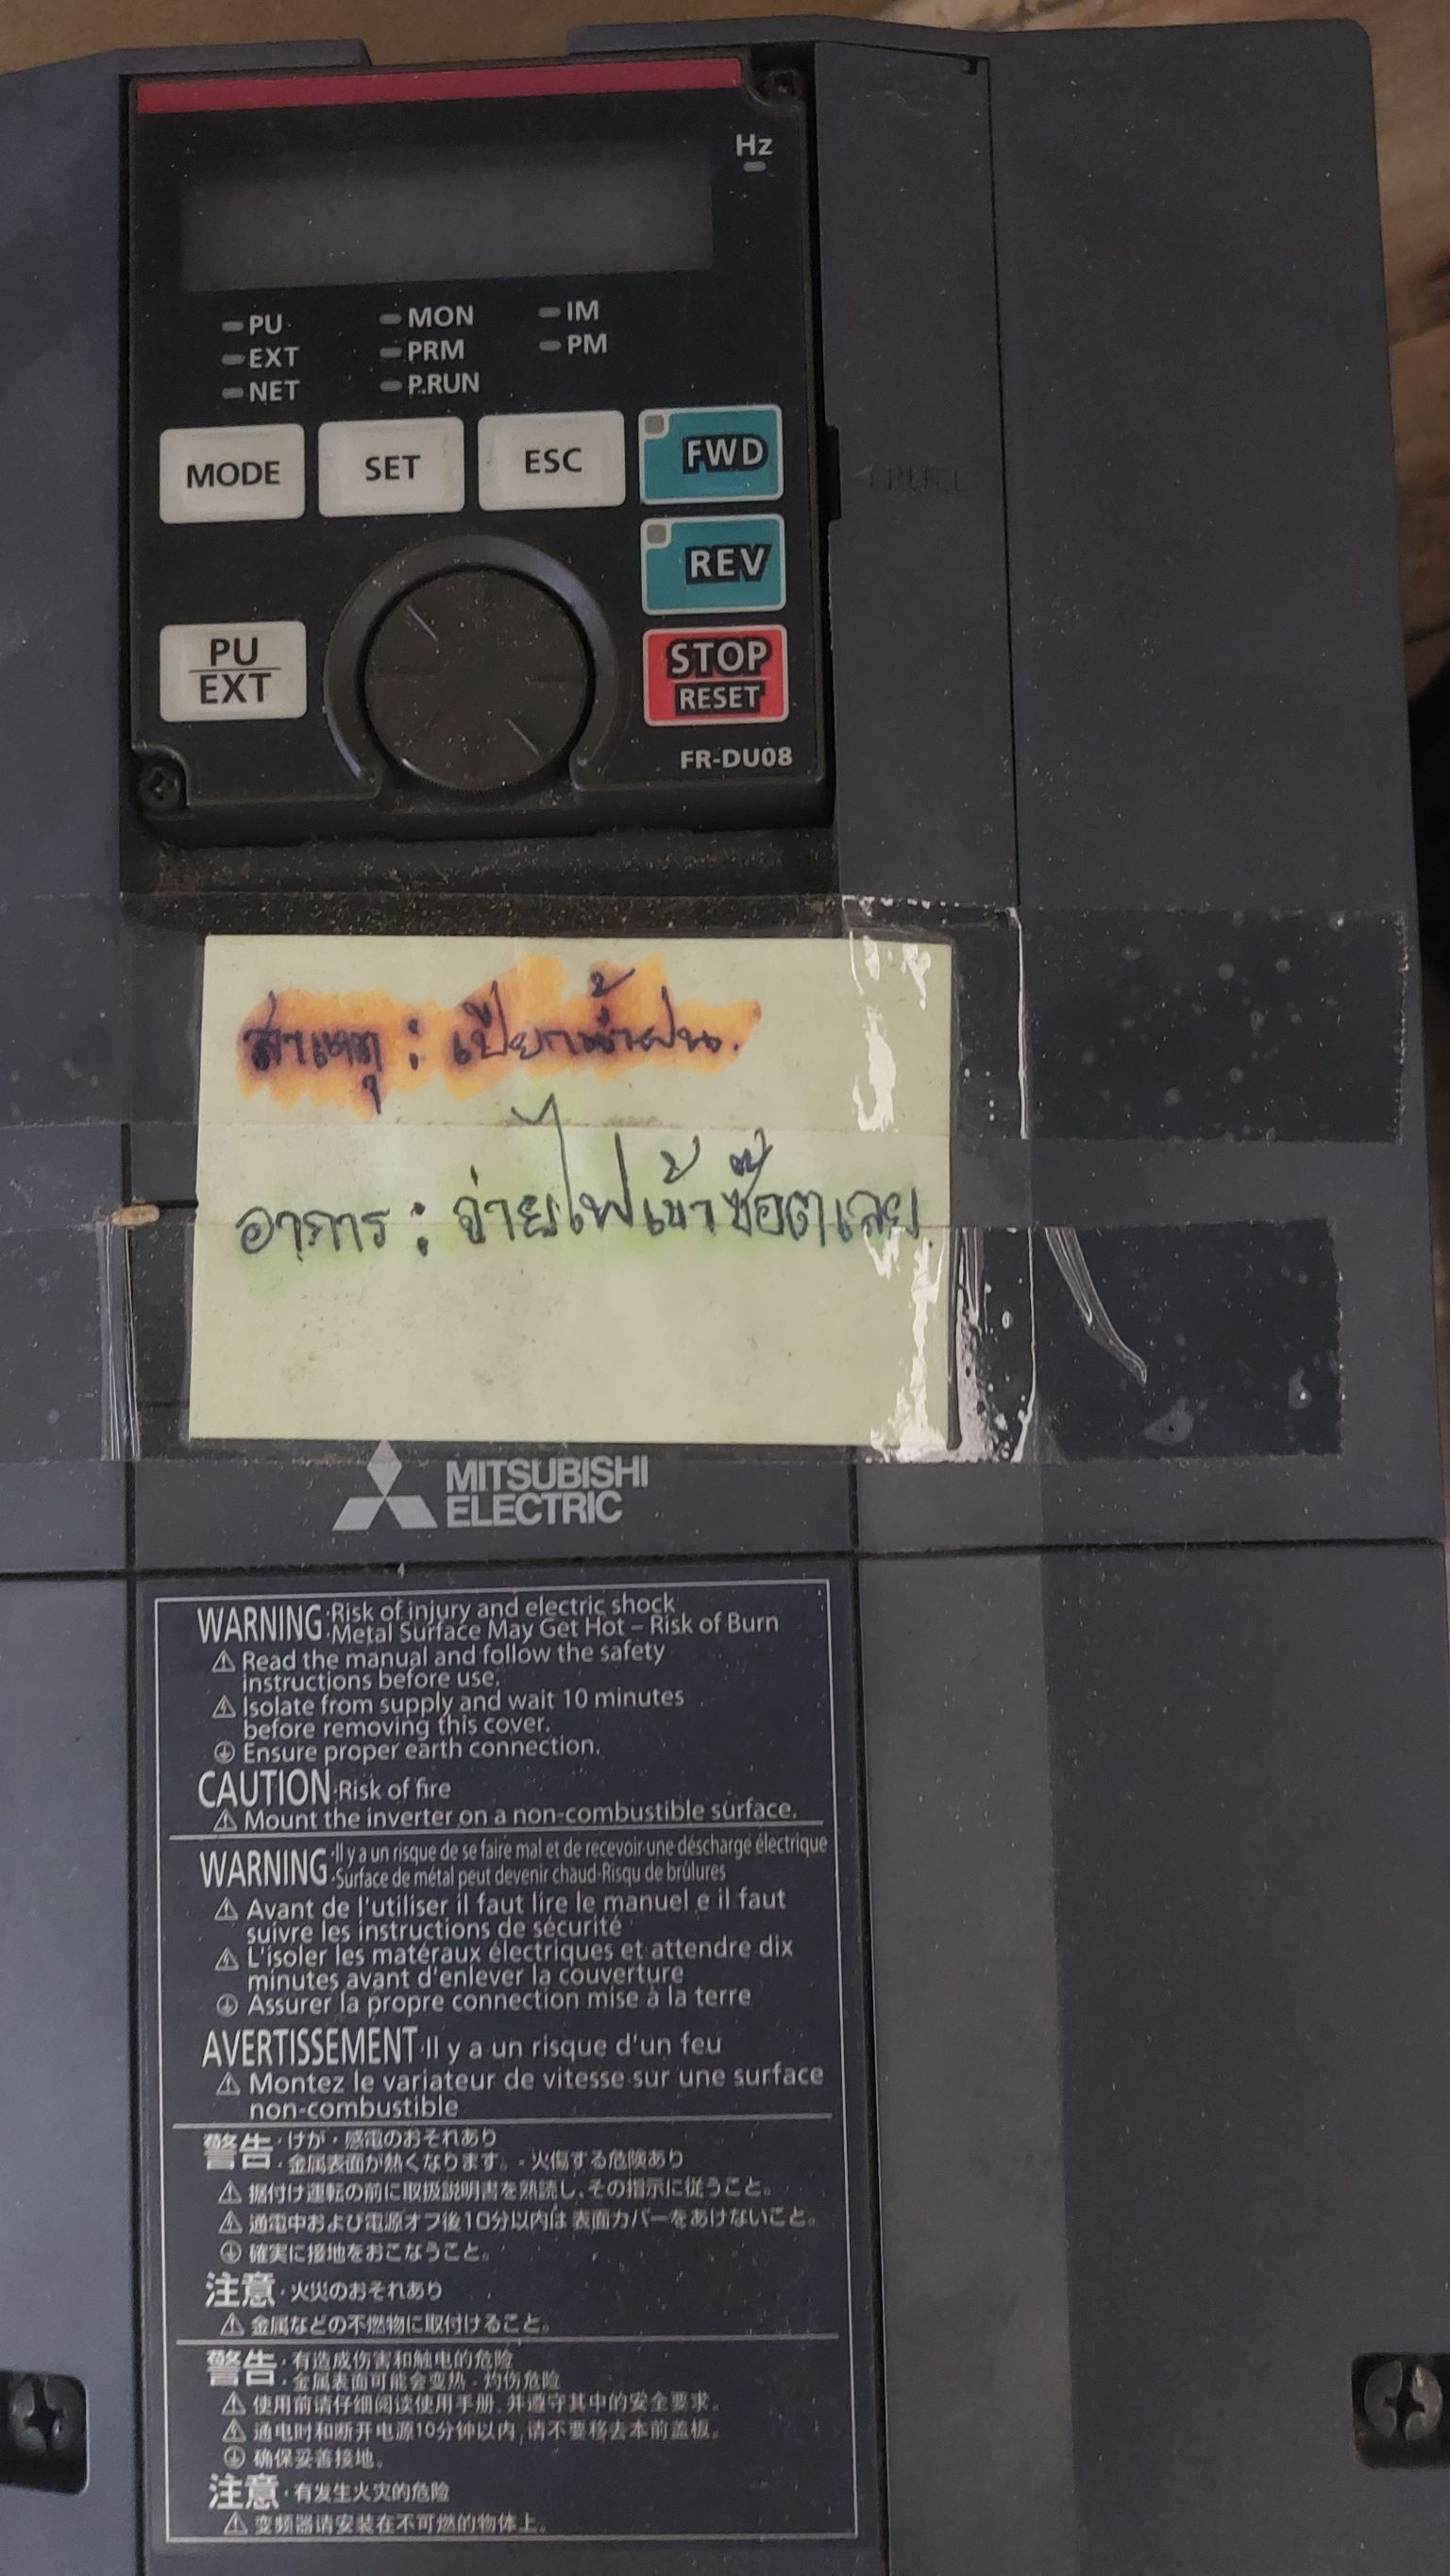 Hz
PU MON IM
EXT PRM PM
NET P.RUN
MODE SET ESC FWD
REV
PU
EXT
STOP
RESET
FR-DU08
สาเหตุ : เปียกน้ำฝน.
อาการ : จ่ายไฟเข้าซ๊อตเลย
MITSUBISHI
ELECTRIC
WARNING ·Risk of injury and electric shock
·Metal Surface May Get Hot – Risk of Burn
Read the manual and follow the safety
instructions before use.
Isolate from supply and wait 10 minutes
before removing this cover.
Ensure proper earth connection.
CAUTION ·Risk of fire
Mount the inverter on a non-combustible surface.
WARNING ·Il y a un risque de se faire mal et de recevoir une déscharge électrique
·Surface de métal peut devenir chaud-Risqu de brûlures
Avant de l'utiliser il faut lire le manuel e il faut
suivre les instructions de sécurité
L'isoler les matéraux électriques et attendre dix
minutes avant d'enlever la couverture
Assurer la propre connection mise à la terre
AVERTISSEMENT ·Il y a un risque d'un feu
Montez le variateur de vitesse sur une surface
non-combustible
警告 ·けが・感電のおそれあり
·金属表面が熱くなります。- 火傷する危険あり
据付け運転の前に取扱説明書を熟読し、その指示に従うこと。
通電中および電源オフ後10分以内は表面カバーをあけないこと。
確実に接地をおこなうこと。
注意 ·火災のおそれあり
金属などの不燃物に取付けること。
警告 ·有造成伤害和触电的危险
·金属表面可能会变热 - 灼伤危险
使用前请仔细阅读使用手册, 并遵守其中的安全要求。
通电时和断开电源10分钟以内, 请不要移去本前盖板。
确保妥善接地。
注意 ·有发生火灾的危险
变频器请安装在不可燃的物体上。